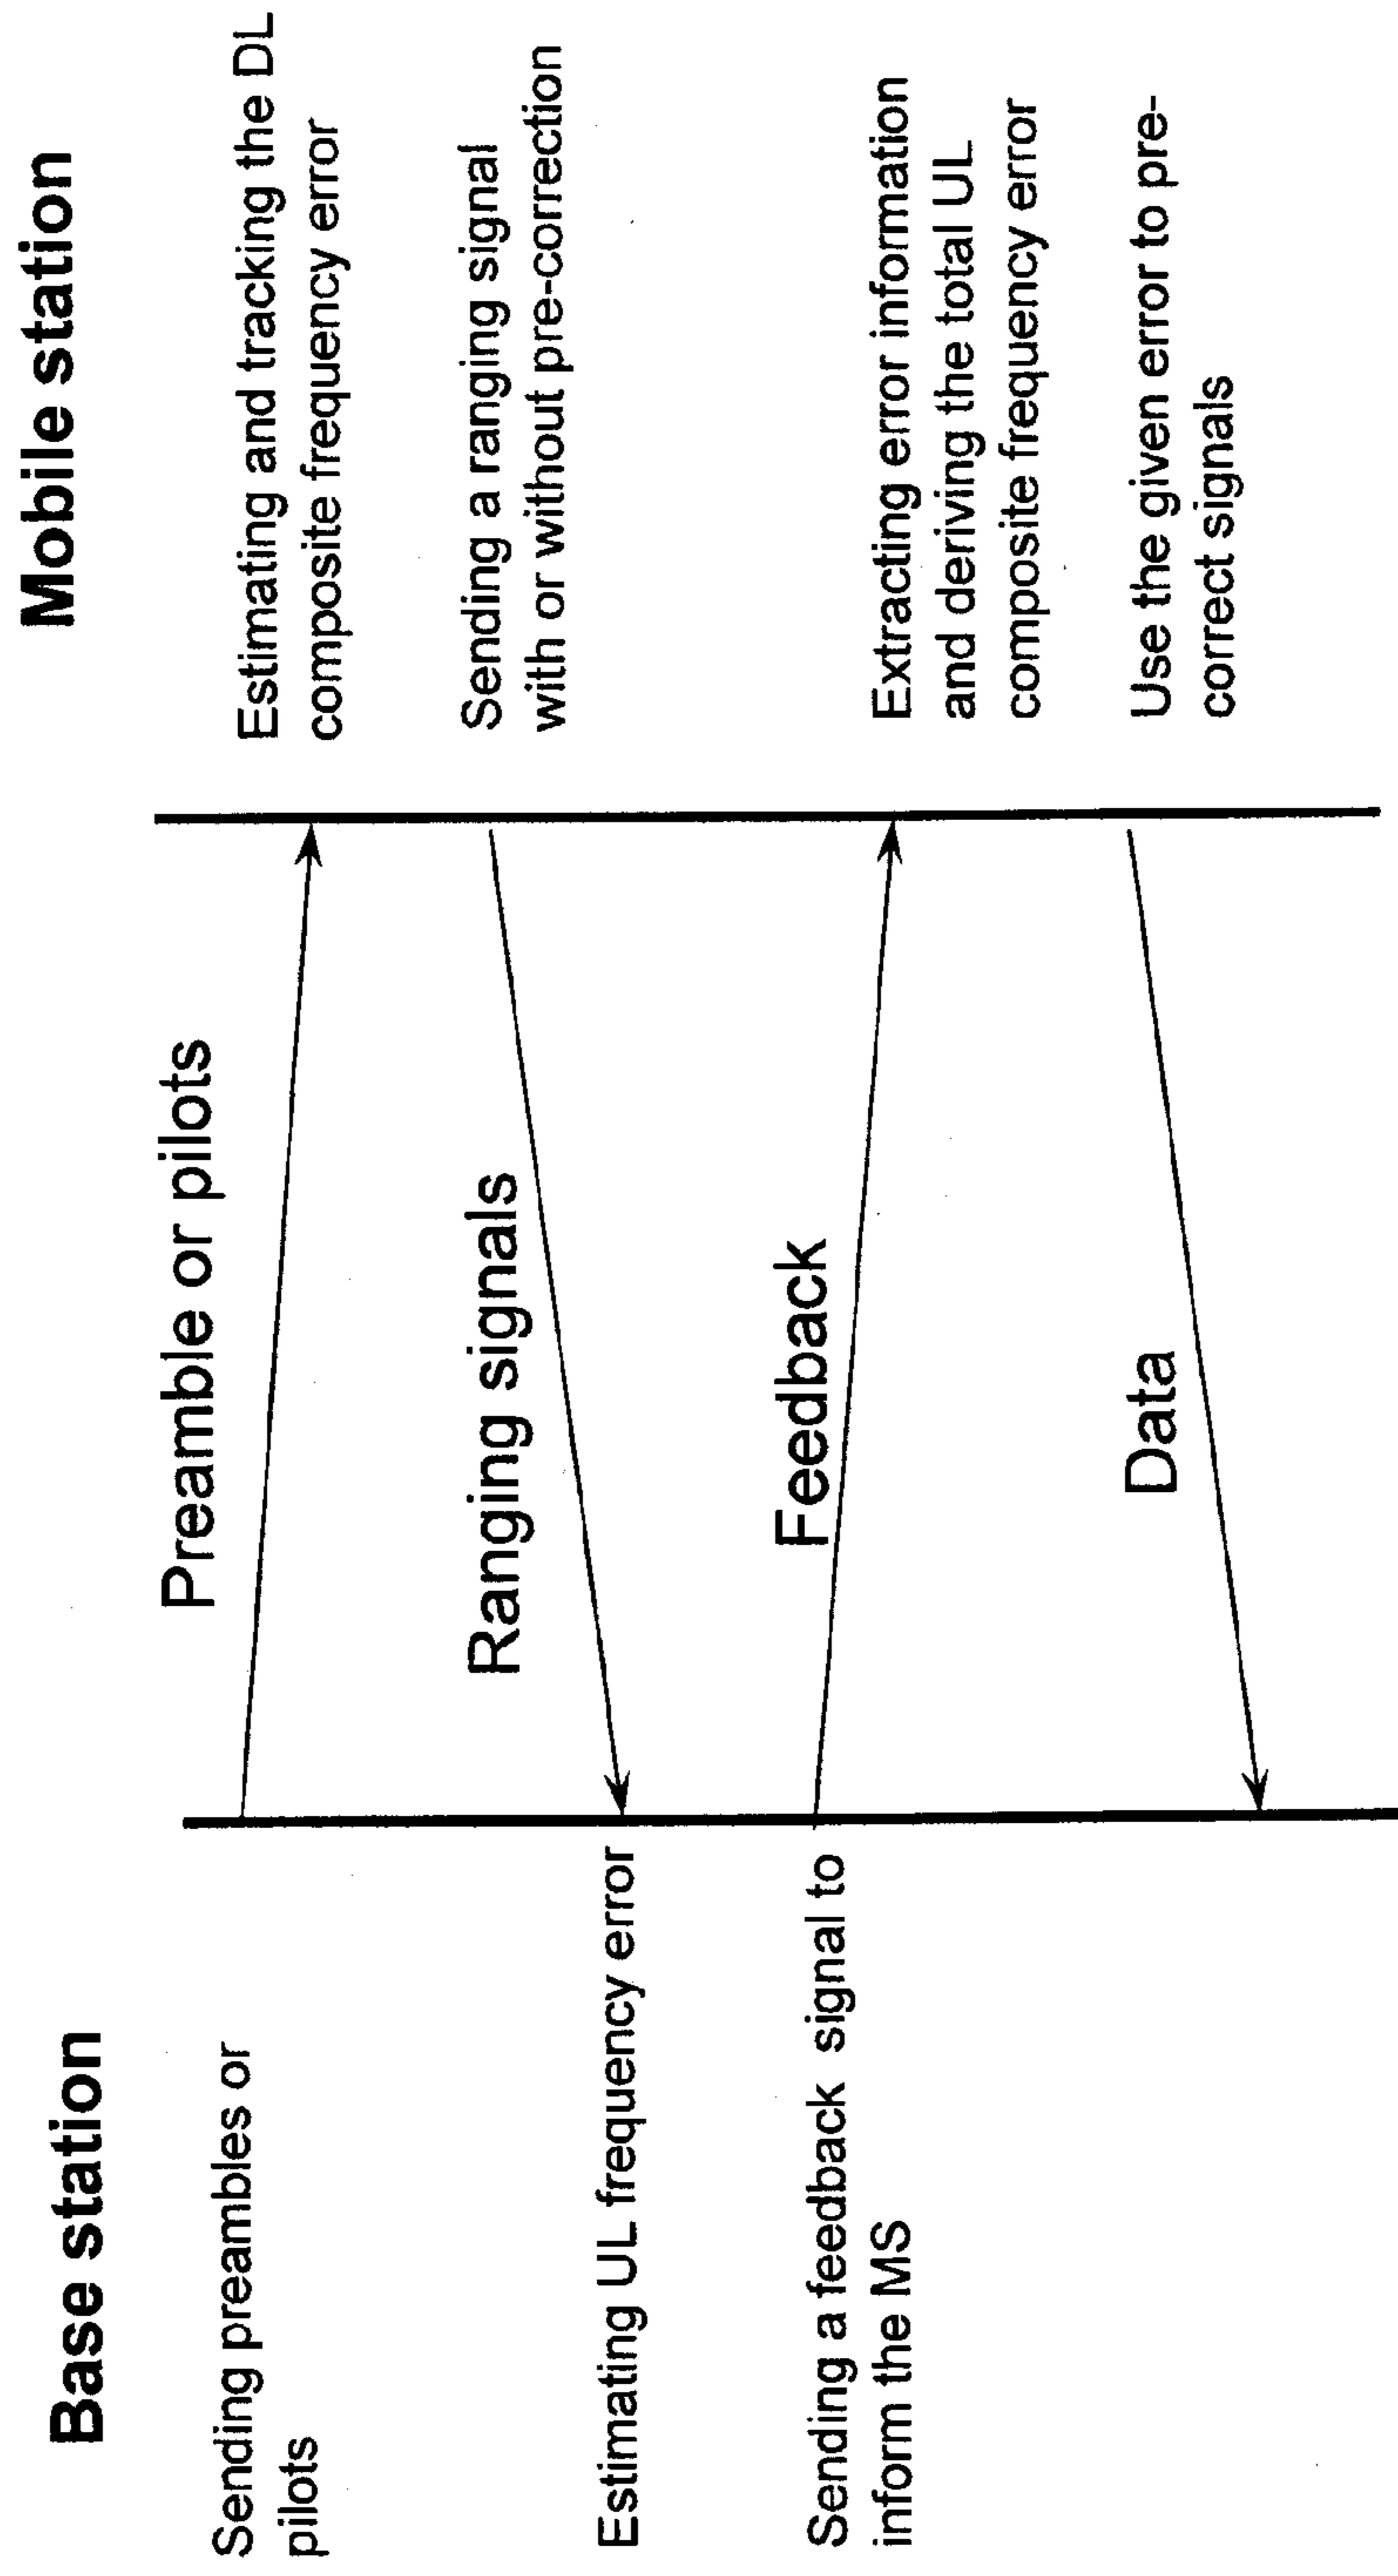 Base station
Mobile station
Sending preambles or
pilots
Preamble or pilots
Estimating and tracking the DL
composite frequency error
Ranging signals
Sending a ranging signal
with or without pre-correction
Estimating UL frequency error
Sending a feedback signal to
inform the MS
Feedback
Extracting error information
and deriving the total UL
composite frequency error
Data
Use the given error to pre-
correct signals